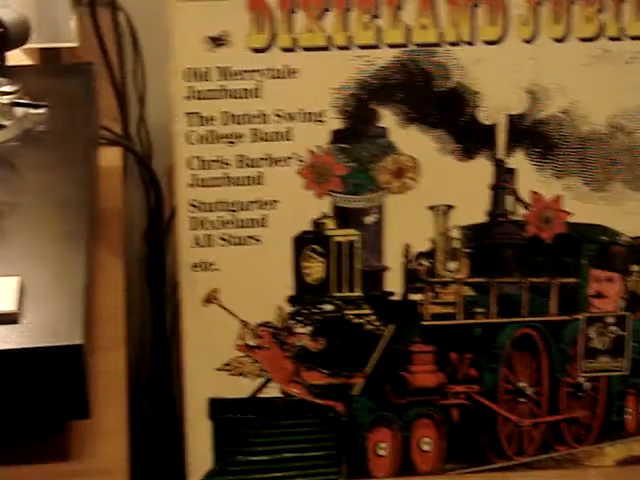 DIXIELAND JUBI
Old Merrytale
Jazzband
The Dutch Swing
College Band
Chris Barber's
Jazzband
Stuttgarter
Dixieland
All Stars
etc.